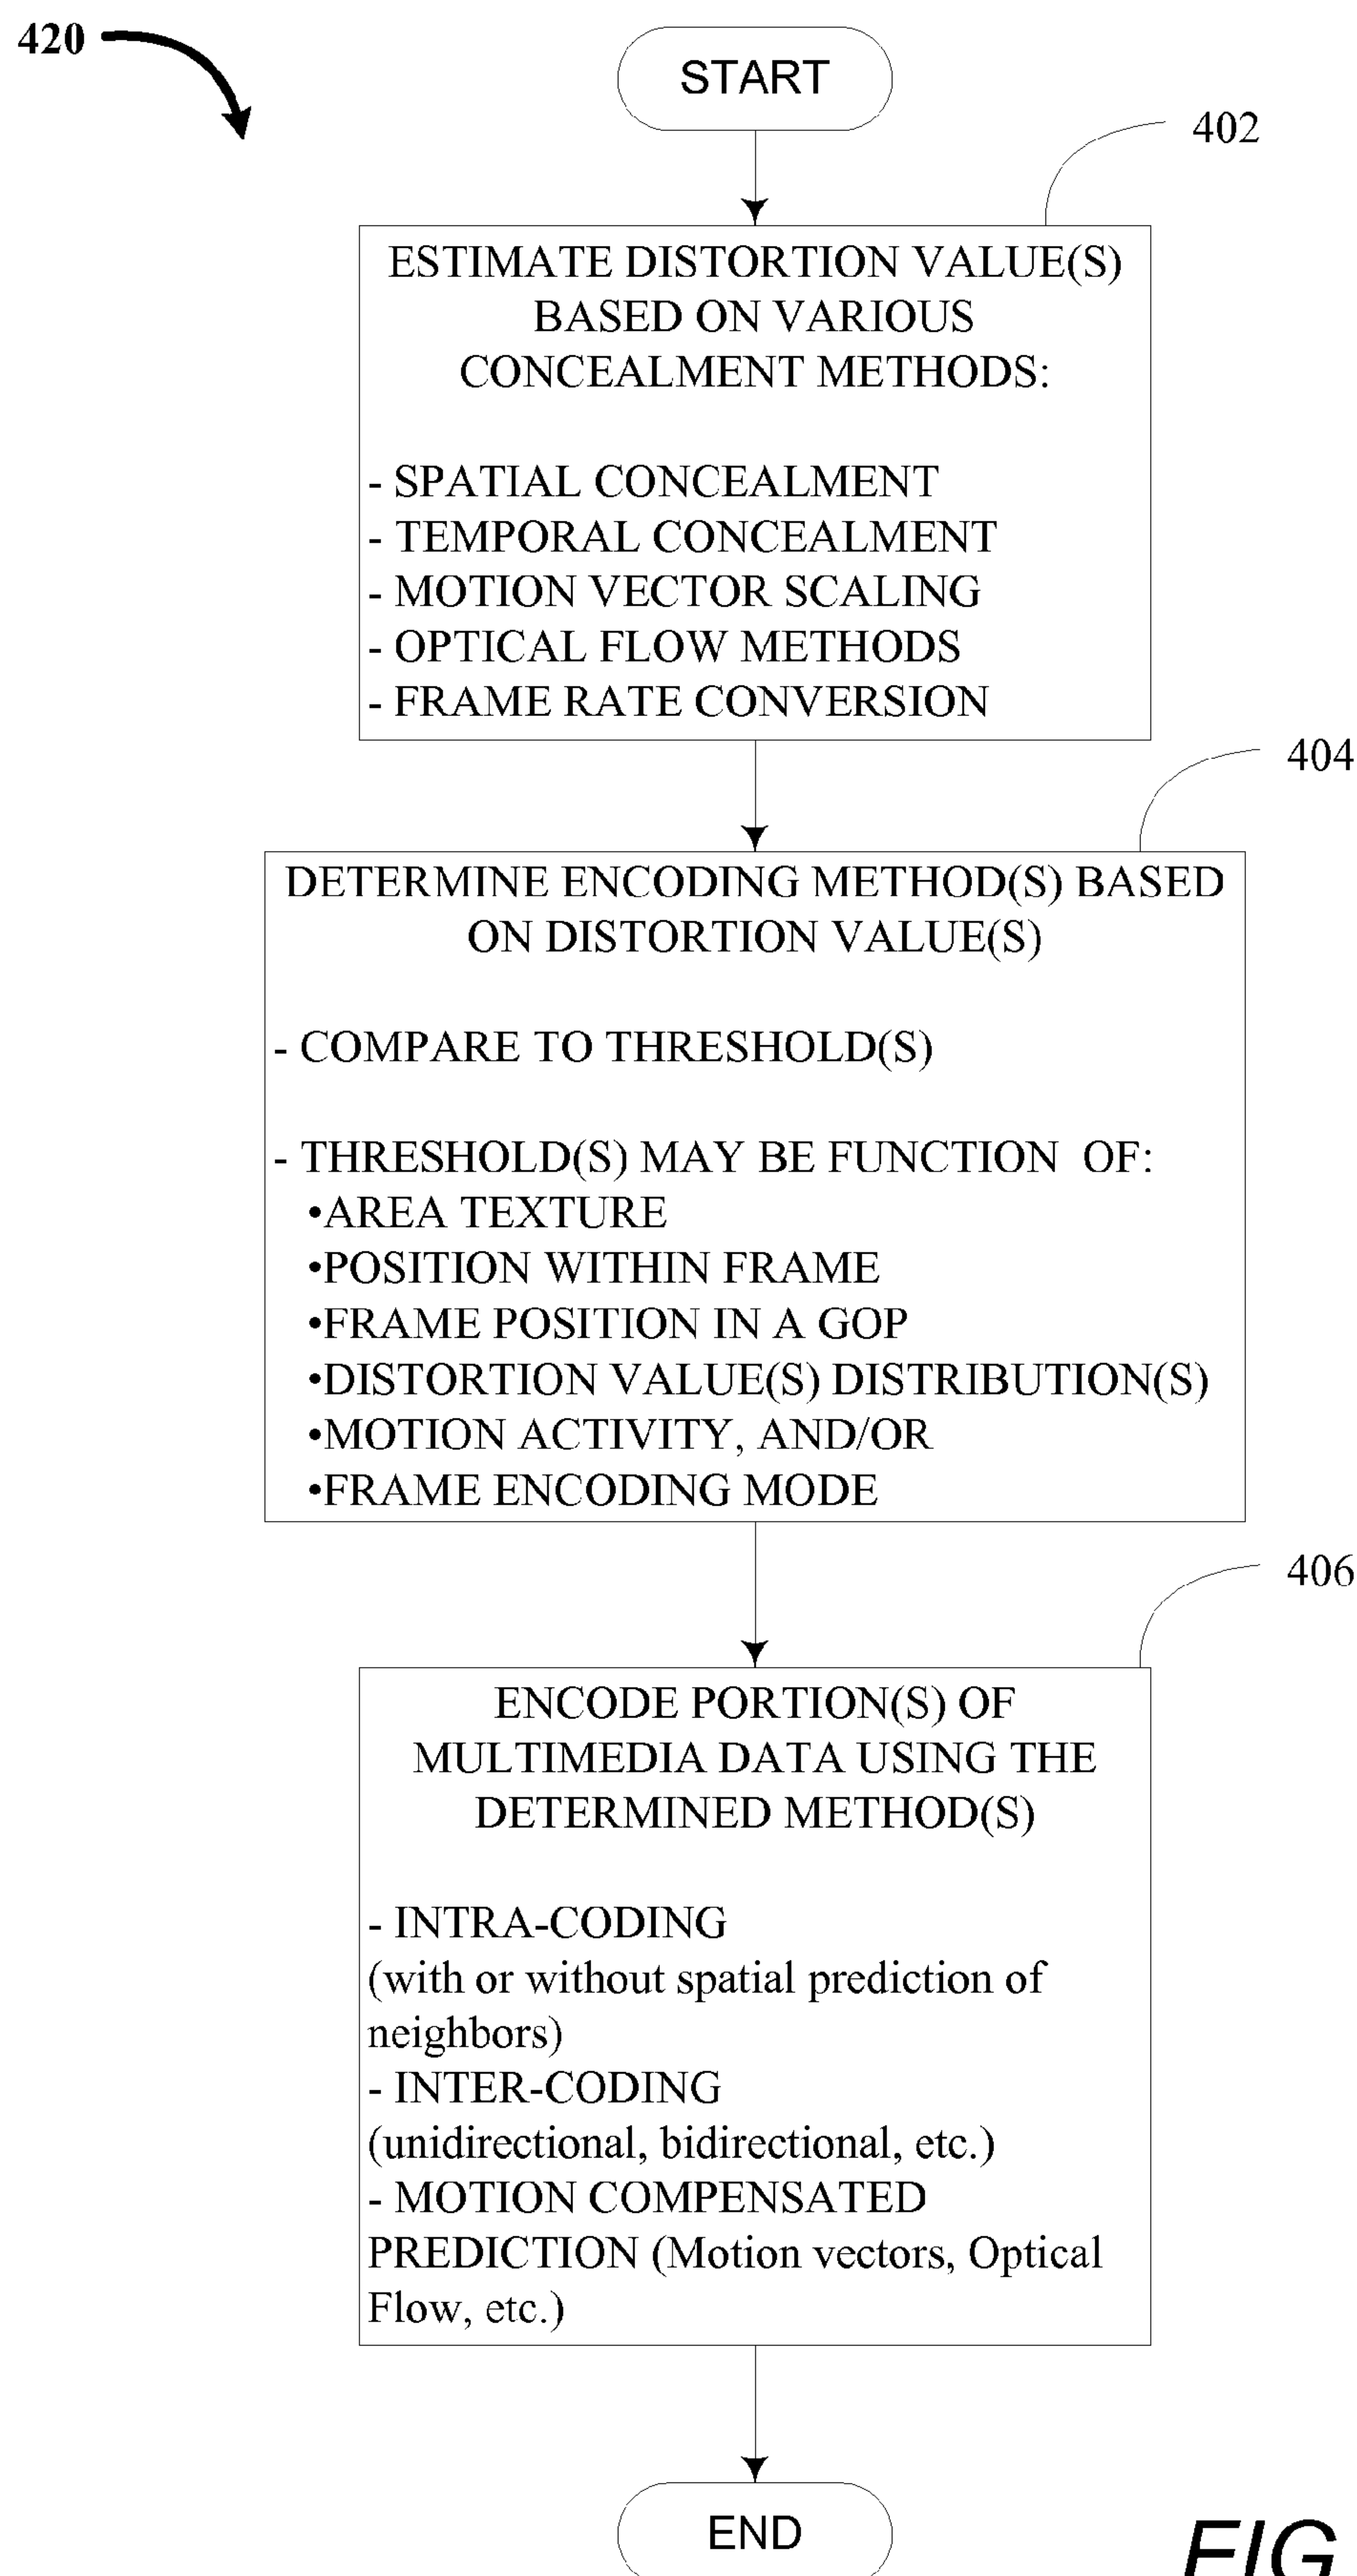 420
START
402
ESTIMATE DISTORTION VALUE(S)
BASED ON VARIOUS
CONCEALMENT METHODS:
- SPATIAL CONCEALMENT
- TEMPORAL CONCEALMENT
- MOTION VECTOR SCALING
- OPTICAL FLOW METHODS
- FRAME RATE CONVERSION
404
DETERMINE ENCODING METHOD(S) BASED
ON DISTORTION VALUE(S)
- COMPARE TO THRESHOLD(S)
- THRESHOLD(S) MAY BE FUNCTION OF:
•AREA TEXTURE
•POSITION WITHIN FRAME
•FRAME POSITION IN A GOP
•DISTORTION VALUE(S) DISTRIBUTION(S)
•MOTION ACTIVITY, AND/OR
•FRAME ENCODING MODE
406
ENCODE PORTION(S) OF
MULTIMEDIA DATA USING THE
DETERMINED METHOD(S)
- INTRA-CODING
(with or without spatial prediction of
neighbors)
- INTER-CODING
(unidirectional, bidirectional, etc.)
- MOTION COMPENSATED
PREDICTION (Motion vectors, Optical
Flow, etc.)
END
FIG